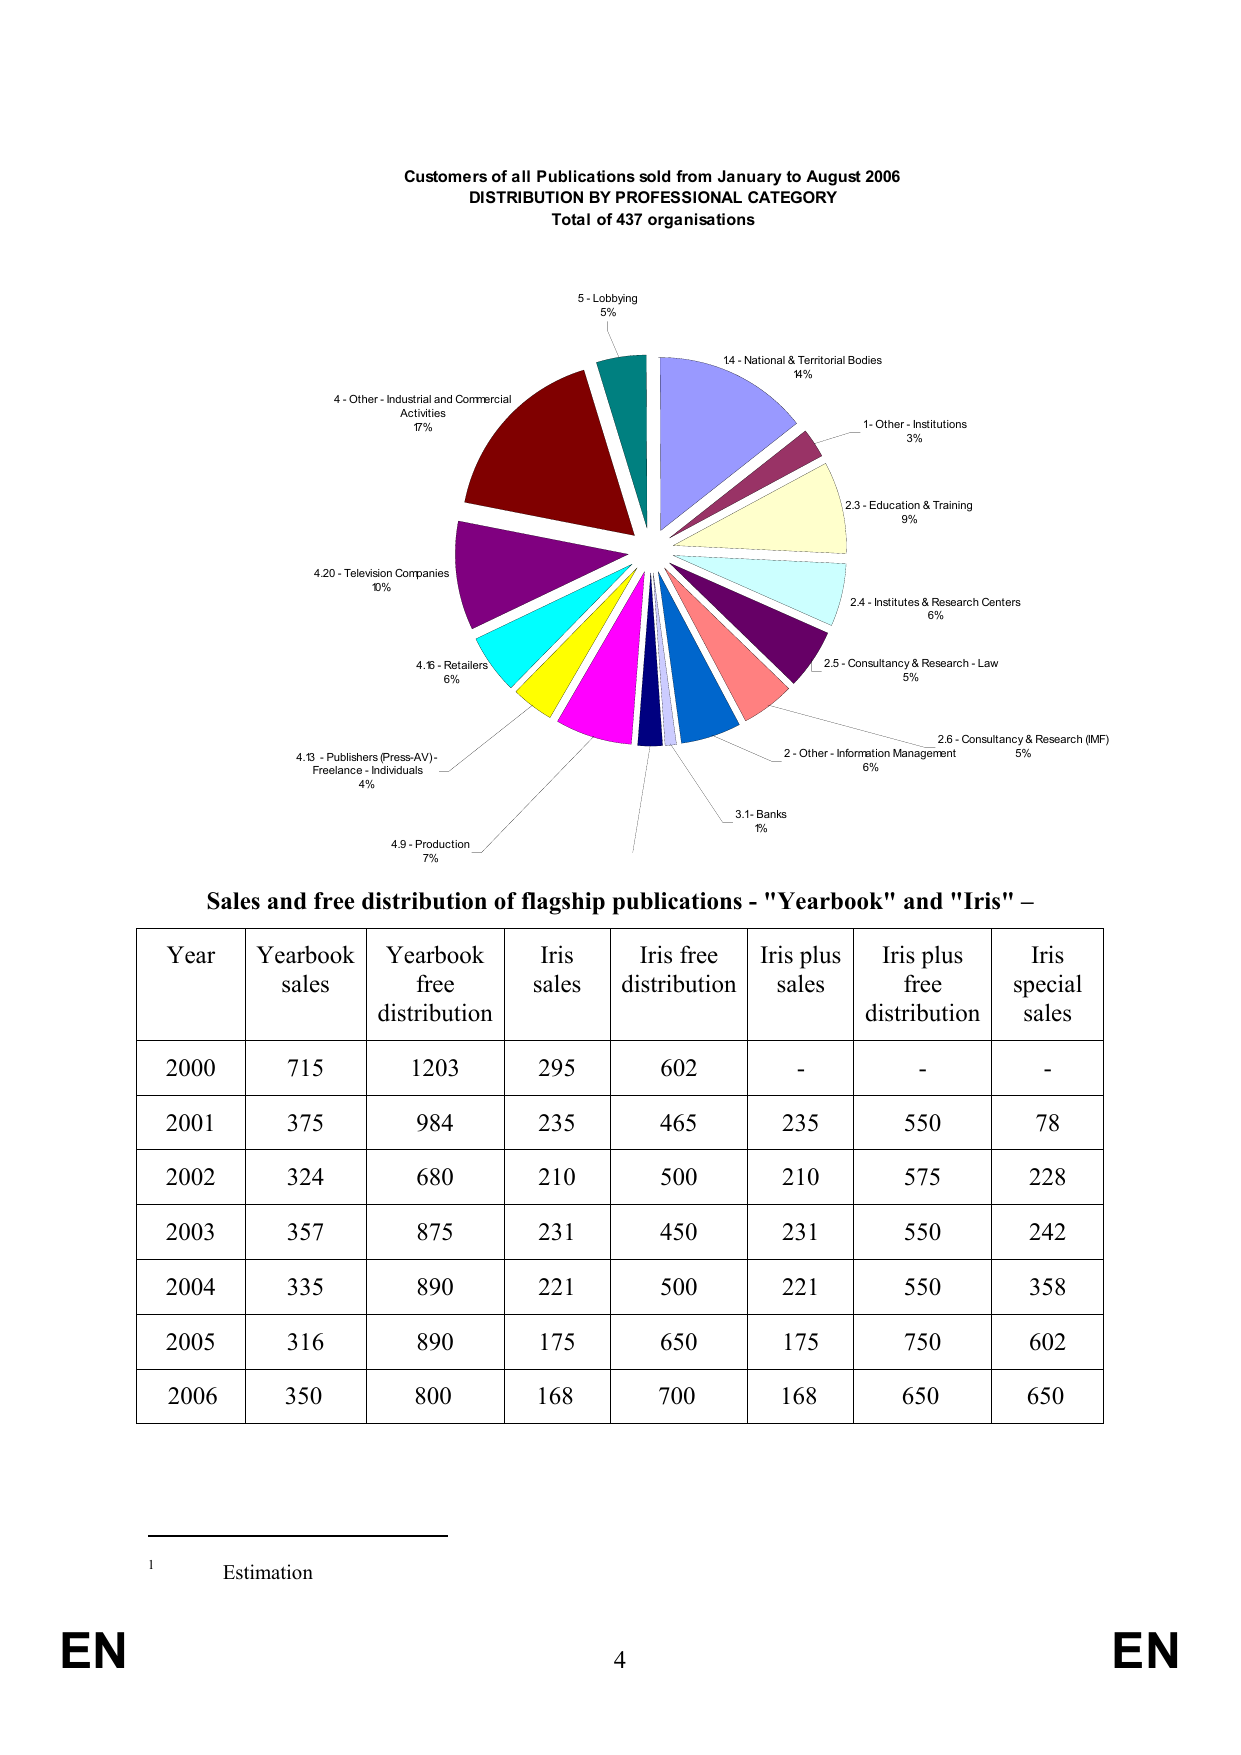 Customers of all Publications sold from January to August 2006
DISTRIBUTION BY PROFESSIONAL CATEGORY
Total of 437 organisations
5 - Lobbying
5%
1.4 - National & Territorial Bodies
14%
4 - Other - Industrial and Commercial
Activities
17%
1- Other - Institutions
3%
2.3 - Education & Training
9%
4.20 - Television Companies
10%
2.4 - Institutes & Research Centers
6%
4.16 - Retailers
6%
2.5 - Consultancy & Research - Law
5%
2.6 - Consultancy & Research (IMF)
5%
2 - Other - Information Management
6%
4.13 - Publishers (Press-AV) -
Freelance - Individuals
4%
3.1- Banks
1%
4.9 - Production
7%
Sales and free distribution of flagship publications - "Yearbook" and "Iris" –
Year Yearbook sales Yearbook free distribution Iris sales Iris free distribution Iris plus sales Iris plus free distribution Iris special sales
2000 715 1203 295 602 - - -
2001 375 984 235 465 235 550 78
2002 324 680 210 500 210 575 228
2003 357 875 231 450 231 550 242
2004 335 890 221 500 221 550 358
2005 316 890 175 650 175 750 602
2006 350 800 168 700 168 650 650
1 Estimation
EN 4 EN